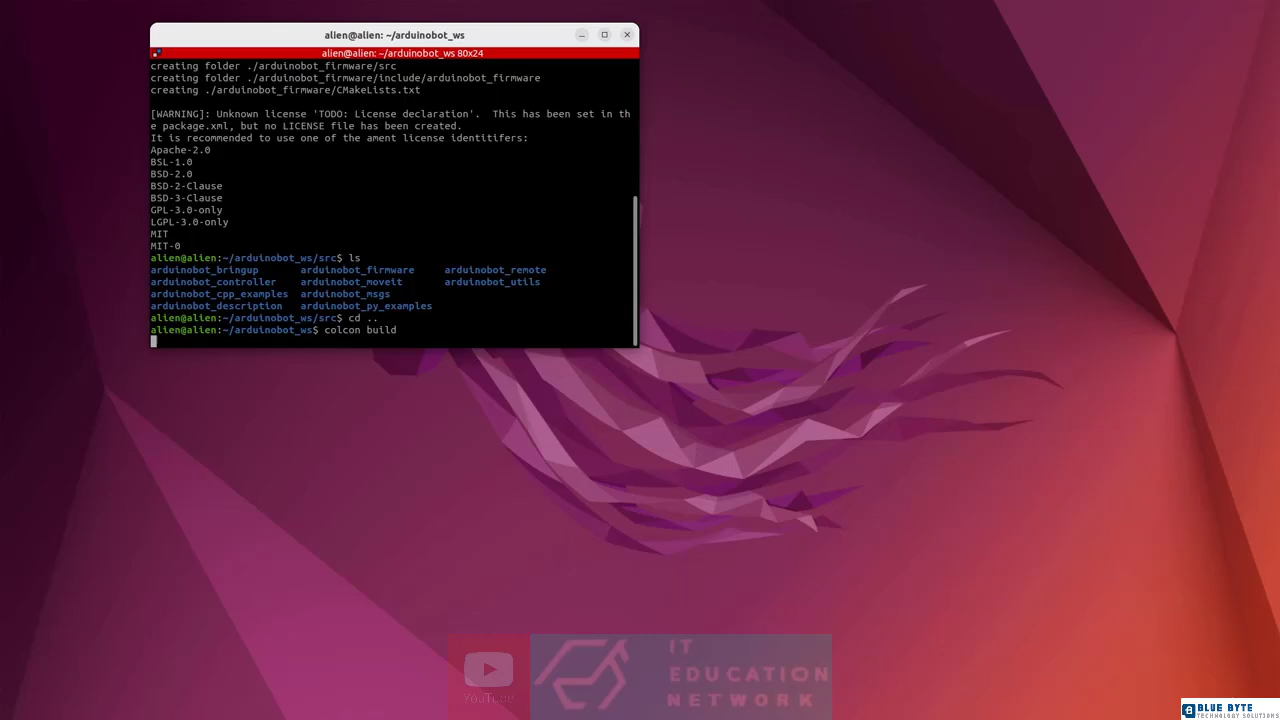 alien@alien: ~/arduinobot_ws
alien@alien: ~/arduinobot_ws 80x24
creating folder ./arduinobot_firmware/src
creating folder ./arduinobot_firmware/include/arduinobot_firmware
creating ./arduinobot_firmware/CMakeLists.txt
[WARNING]: Unknown license 'TODO: License declaration'.  This has been set in th
e package.xml, but no LICENSE file has been created.
It is recommended to use one of the ament license identitifers:
Apache-2.0
BSL-1.0
BSD-2.0
BSD-2-Clause
BSD-3-Clause
GPL-3.0-only
LGPL-3.0-only
MIT
MIT-0
alien@alien:~/arduinobot_ws/src$ ls
arduinobot_bringup arduinobot_firmware arduinobot_remote
arduinobot_controller arduinobot_moveit arduinobot_utils
arduinobot_cpp_examples arduinobot_msgs
arduinobot_description arduinobot_py_examples
alien@alien:~/arduinobot_ws/src$ cd ..
alien@alien:~/arduinobot_ws$ colcon build
YouTube
IT
EDUCATION
NETWORK
BLUE BYTE
TECHNOLOGY SOLUTIONS